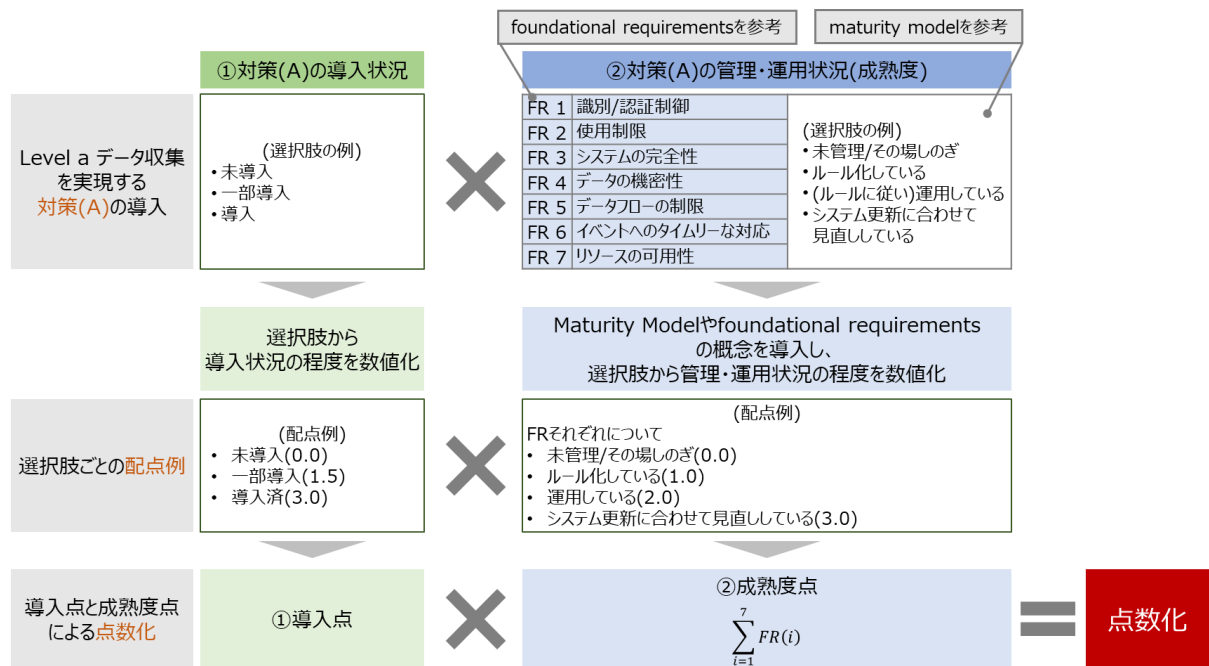 foundational requirementsを参考
maturity modelを参考
①対策(A)の導入状況
②対策(A)の管理・運用状況(成熟度)
Level a データ収集
を実現する
対策(A)の導入
(選択肢の例)
•未導入
•一部導入
•導入
FR 1 識別/認証制御
FR 2 使用制限
FR 3 システムの完全性
FR 4 データの機密性
FR 5 データフローの制限
FR 6 イベントへのタイムリーな対応
FR 7 リソースの可用性
(選択肢の例)
•未管理/その場しのぎ
•ルール化している
•(ルールに従い)運用している
•システム更新に合わせて
見直ししている
選択肢から
導入状況の程度を数値化
Maturity Modelやfoundational requirements
の概念を導入し、
選択肢から管理・運用状況の程度を数値化
選択肢ごとの配点例
(配点例)
• 未導入(0.0)
• 一部導入(1.5)
• 導入済(3.0)
(配点例)
FRそれぞれについて
• 未管理/その場しのぎ(0.0)
• ルール化している(1.0)
• 運用している(2.0)
• システム更新に合わせて見直ししている(3.0)
導入点と成熟度点
による点数化
①導入点
②成熟度点
7
∑ FR(i)
i=1
点数化